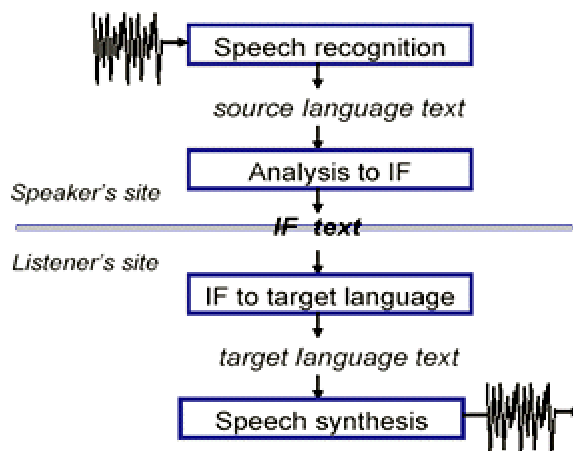 Speech recognition
source language text
Analysis to IF
Speaker's site
IF text
Listener's site
IF to target language
target language text
Speech synthesis